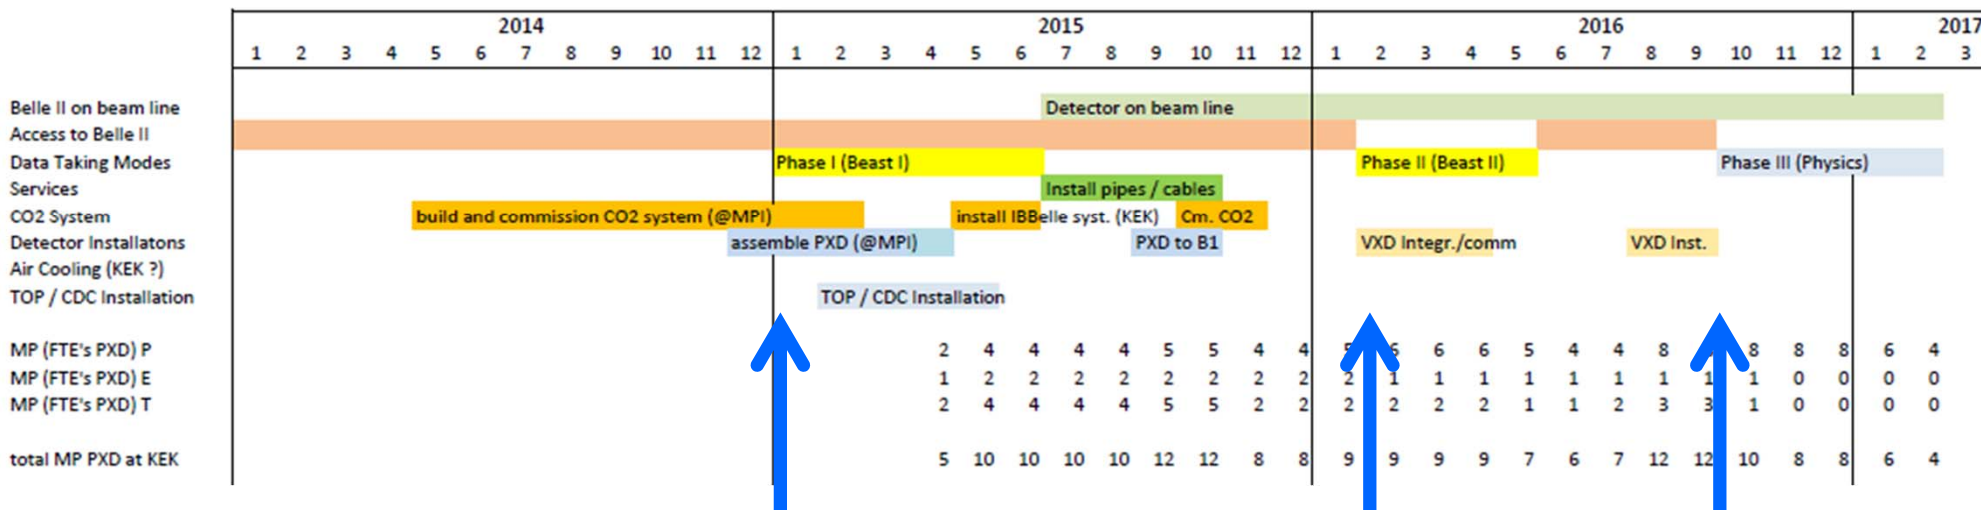 2014 2015 2016 2017
1 2 3 4 5 6 7 8 9 10 11 12 1 2 3 4 5 6 7 8 9 10 11 12 1 2 3 4 5 6 7 8 9 10 11 12 1 2 3
Belle II on beam line Detector on beam line
Access to Belle II
Data Taking Modes Phase I (Beast I) Phase II (Beast II) Phase III (Physics)
Services Install pipes / cables
CO2 System build and commission CO2 system (@MPI) install IBBelle syst. (KEK) Cm. CO2
Detector Installatons assemble PXD (@MPI) PXD to B1 VXD Integr./comm VXD Inst.
Air Cooling (KEK ?)
TOP / CDC Installation TOP / CDC Installation
MP (FTE's PXD) P 2 4 4 4 4 5 5 4 4 5 6 6 6 5 4 4 8 8 8 8 6 4
MP (FTE's PXD) E 1 2 2 2 2 2 2 2 2 2 1 1 1 1 1 1 1 1 1 0 0 0 0
MP (FTE's PXD) T 2 4 4 4 4 5 5 2 2 2 2 2 2 1 1 2 3 3 1 0 0 0 0
total MP PXD at KEK 5 10 10 10 10 12 12 8 8 9 9 9 9 7 6 7 12 12 10 8 8 6 4